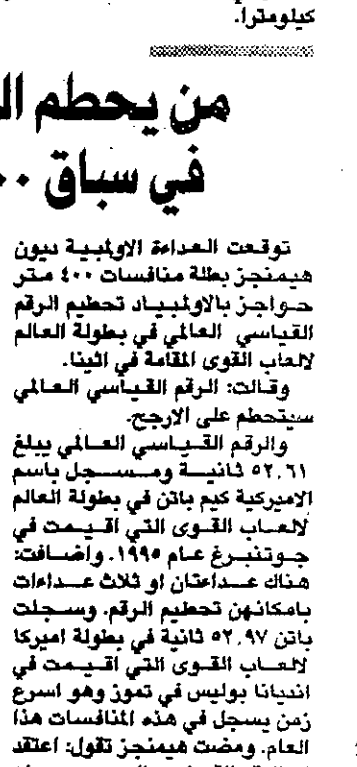 كيلومترا.
من يحطم
في سباق ٠٠
توقعت العداءة الاولمبية ديون
هيمنجز بطلة منافسات ٤٠٠ متر
حواجز بالاولمبياد تحطيم الرقم
القياسي العالمي في بطولة العالم
لالعاب القوى المقامة في اثينا.
وقالت: الرقم القياسي العالمي
سيتحطم على الارجح.
والرقم القياسي العالمي يبلغ
٥٢,٦١ ثانية ومسجل باسم
الاميركية كيم باتن في بطولة العالم
لالعاب القوى التي اقيمت في
جوتنبرغ عام ١٩٩٥. واضافت:
هناك عداءتان او ثلاث عداءات
بامكانهن تحطيم الرقم. وسجلت
باتن ٥٢,٩٧ ثانية في بطولة اميركا
لالعاب القوى التي اقيمت في
انديانا بوليس في تموز وهو اسرع
زمن يسجل في هذه المنافسات هذا
العام. ومضت هيمنجز تقول: اعتقد